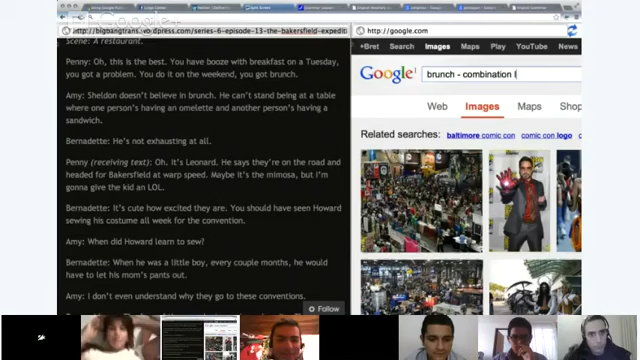 Google+
http://bigbangtrans.wordpress.com/series-6-episode-13-the-bakersfield-expediti
http://google.com
Scene: A restaurant.
Penny: Oh, this is the best. You have booze with breakfast on a Tuesday,
you got a problem. You do it on the weekend, you got brunch.
Amy: Sheldon doesn't believe in brunch. He can't stand being at a table
where one person's having an omelette and another person's having a
sandwich.
Bernadette: He's not exhausting at all.
Penny (receiving text): Oh. It's Leonard. He says they're on the road and
headed for Bakersfield at warp speed. Maybe it's the mimosa, but I'm
gonna give the kid an LOL.
Bernadette: It's cute how excited they are. You should have seen Howard
sewing his costume all week for the convention.
Amy: When did Howard learn to sew?
Bernadette: When he was a little boy, every couple months, he would
have to let his mom's pants out.
Amy: I don't even understand why they go to these conventions.
Follow
+Bret Search Images Maps Play YouTube News
Google
brunch - combination l
Web Images Maps Shop
Related searches: baltimore comic con comic con logo